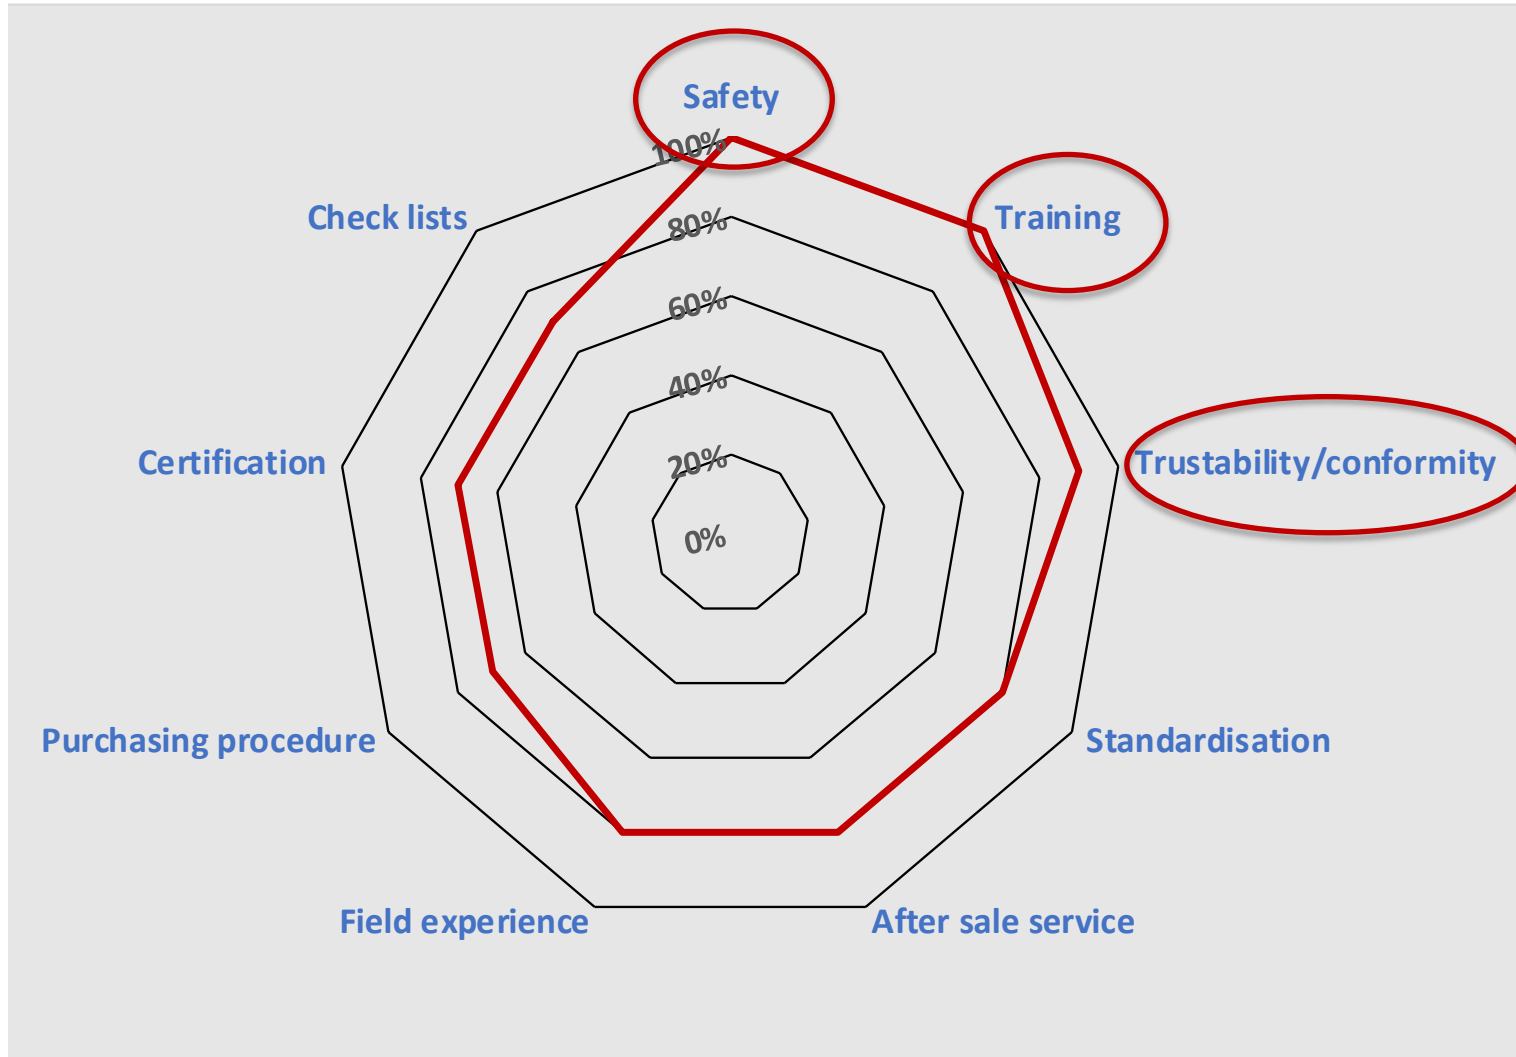 Safety
100%
Training
Check lists
80%
60%
40%
20%
Certification
Trustability/conformity
0%
Purchasing procedure
Standardisation
Field experience
After sale service